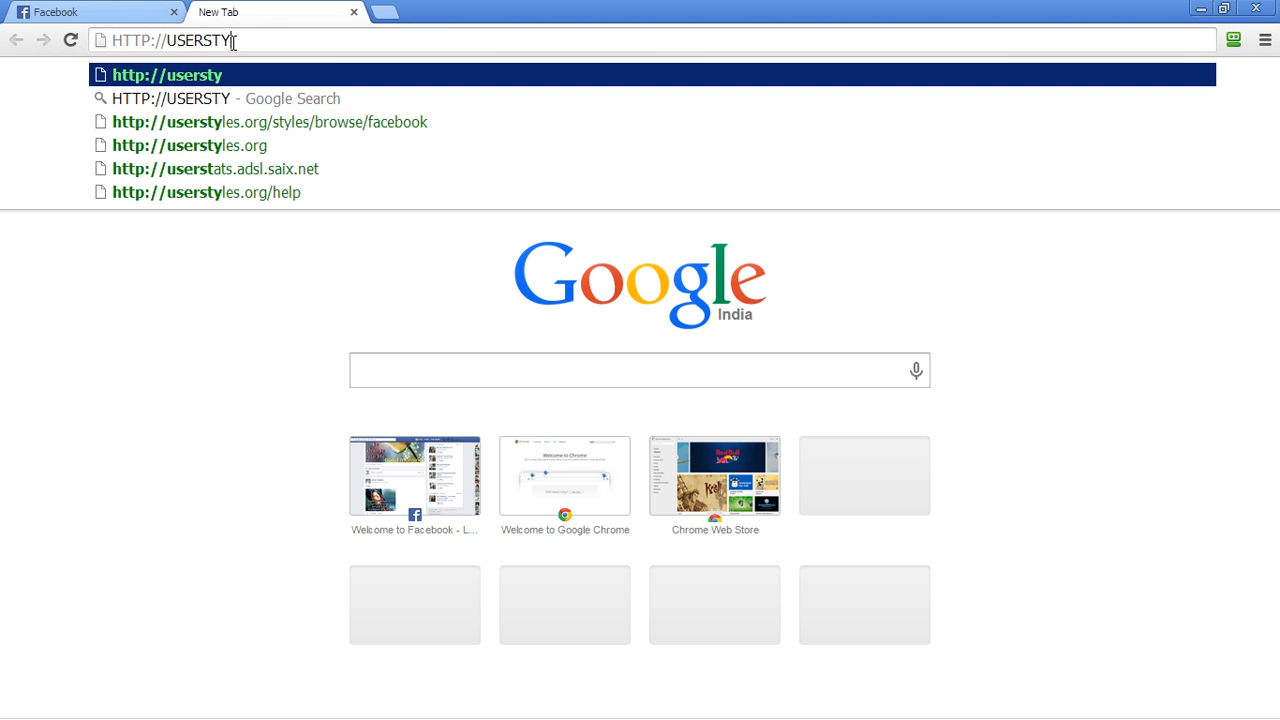 Facebook
New Tab
HTTP://USERSTY
http://usersty
HTTP://USERSTY - Google Search
http://userstyles.org/styles/browse/facebook
http://userstyles.org
http://userstats.adsl.saix.net
http://userstyles.org/help
Google
India
Welcome to Facebook - L...
Welcome to Google Chrome
Chrome Web Store